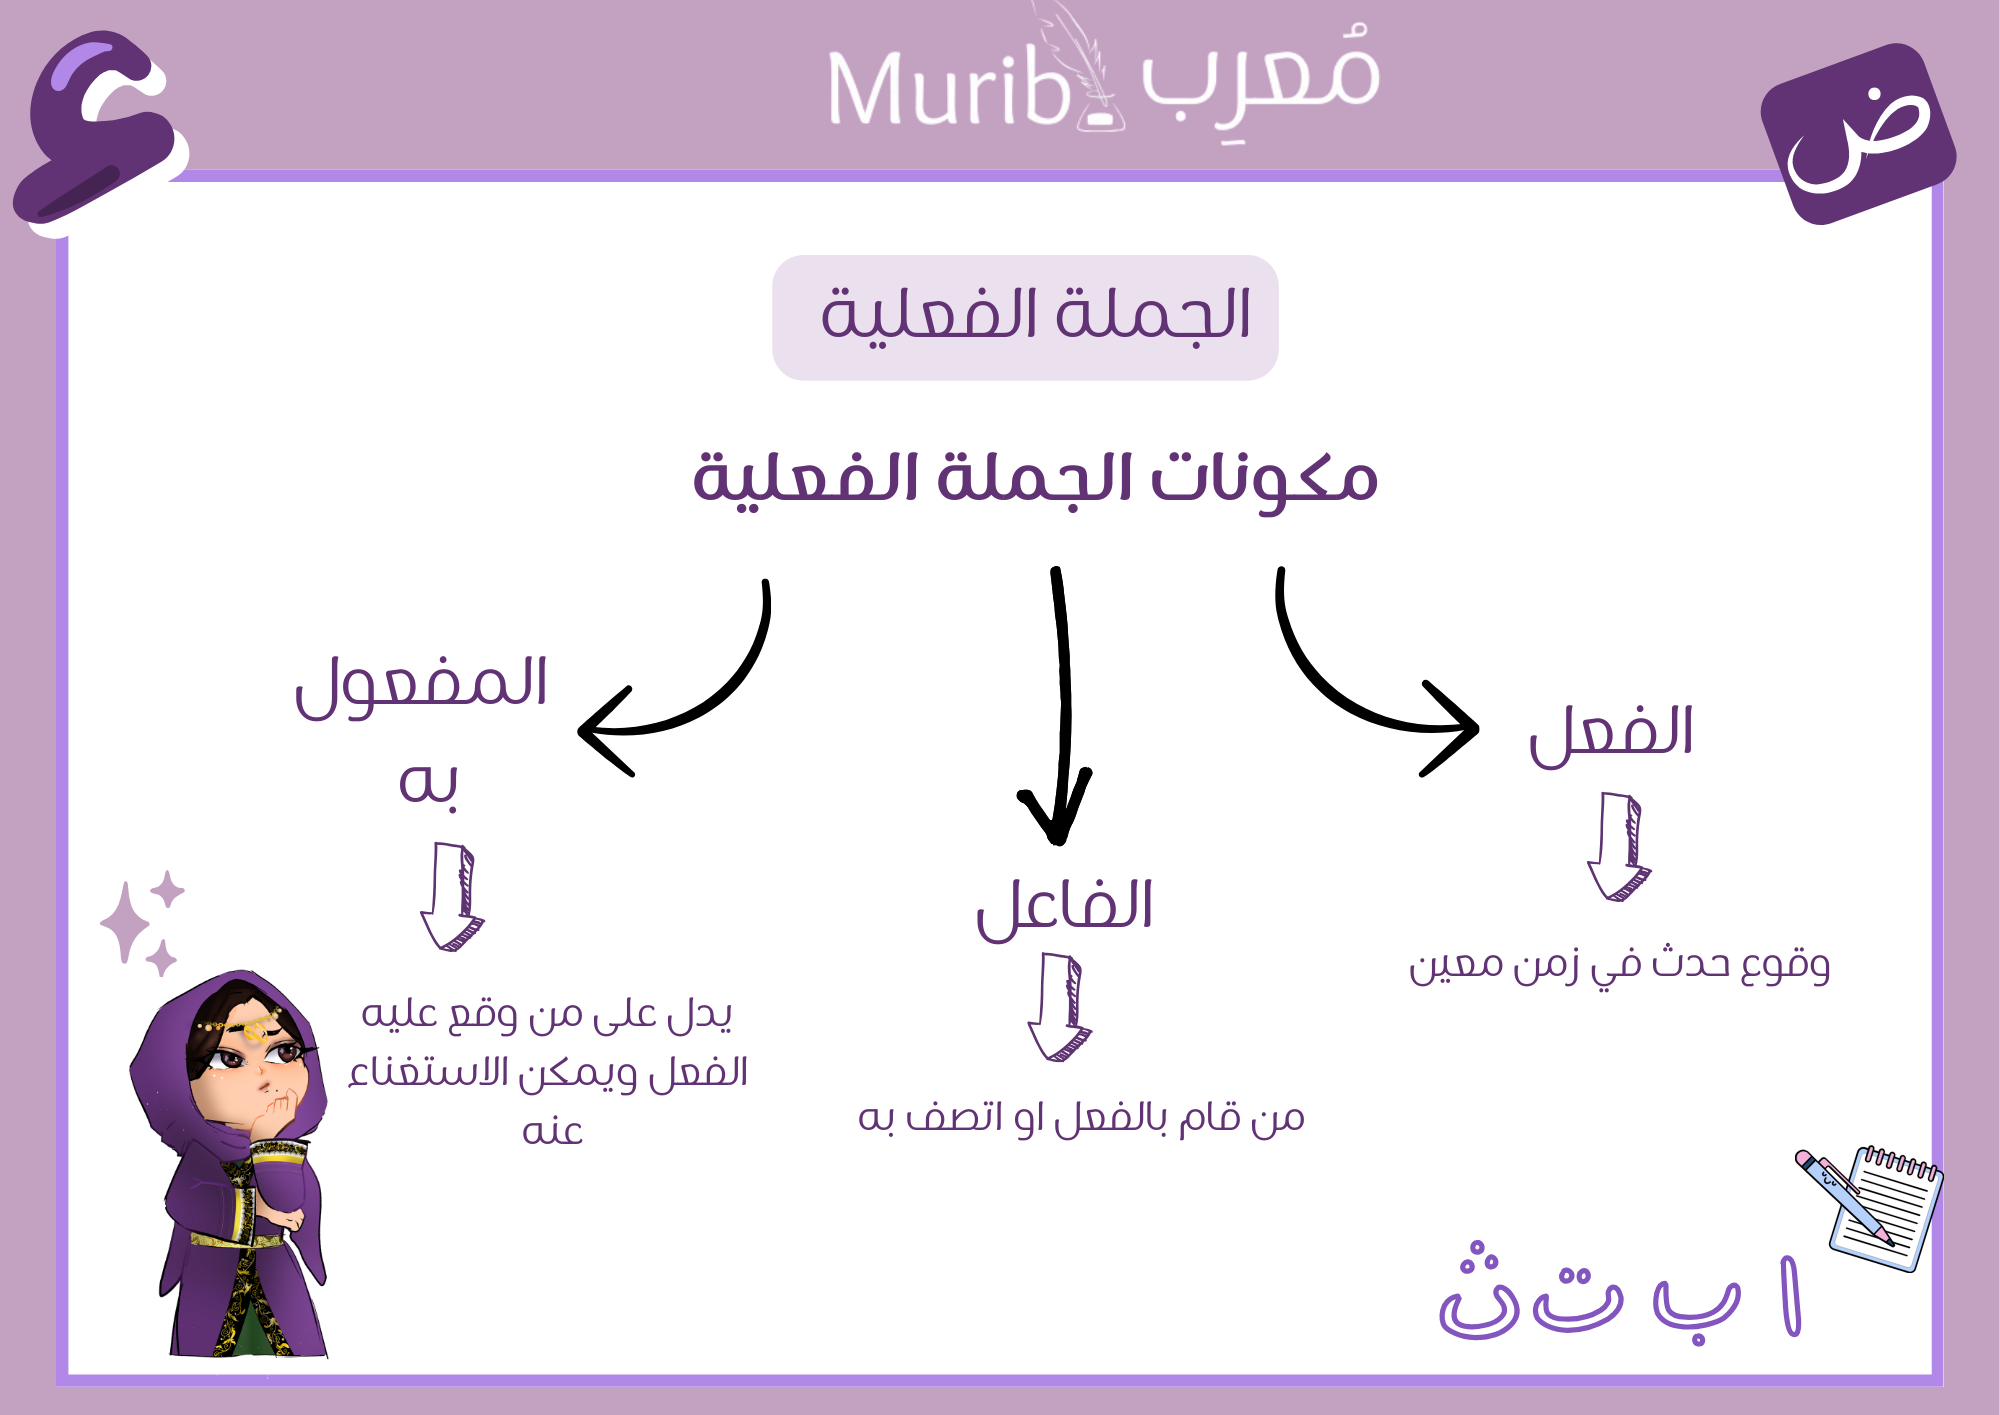 Murib مُعرِب
ض
ء
الجملة الفعلية
مكونات الجملة الفعلية
الفعل
وقوع حدث في زمن معين
الفاعل
من قام بالفعل او اتصف به
المفعول
به
يدل على من وقع عليه
الفعل ويمكن الاستغناء
عنه
ا ب ت ث